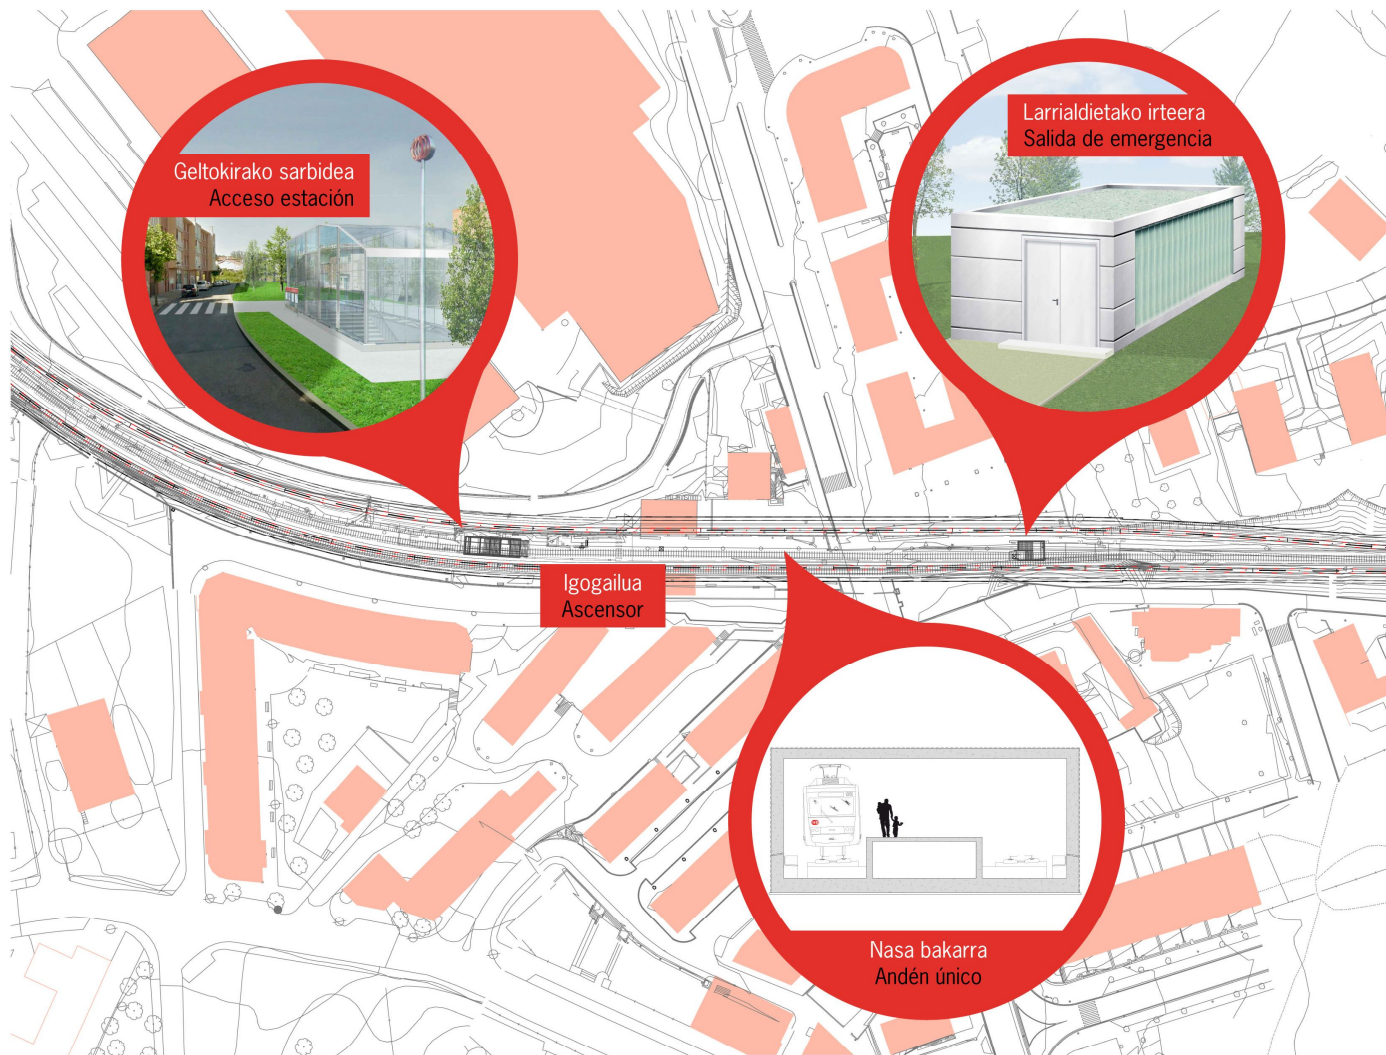 Geltokirako sarbidea
Acceso estación
Larrialdietako irteera
Salida de emergencia
Igogailua
Ascensor
Nasa bakarra
Andén único